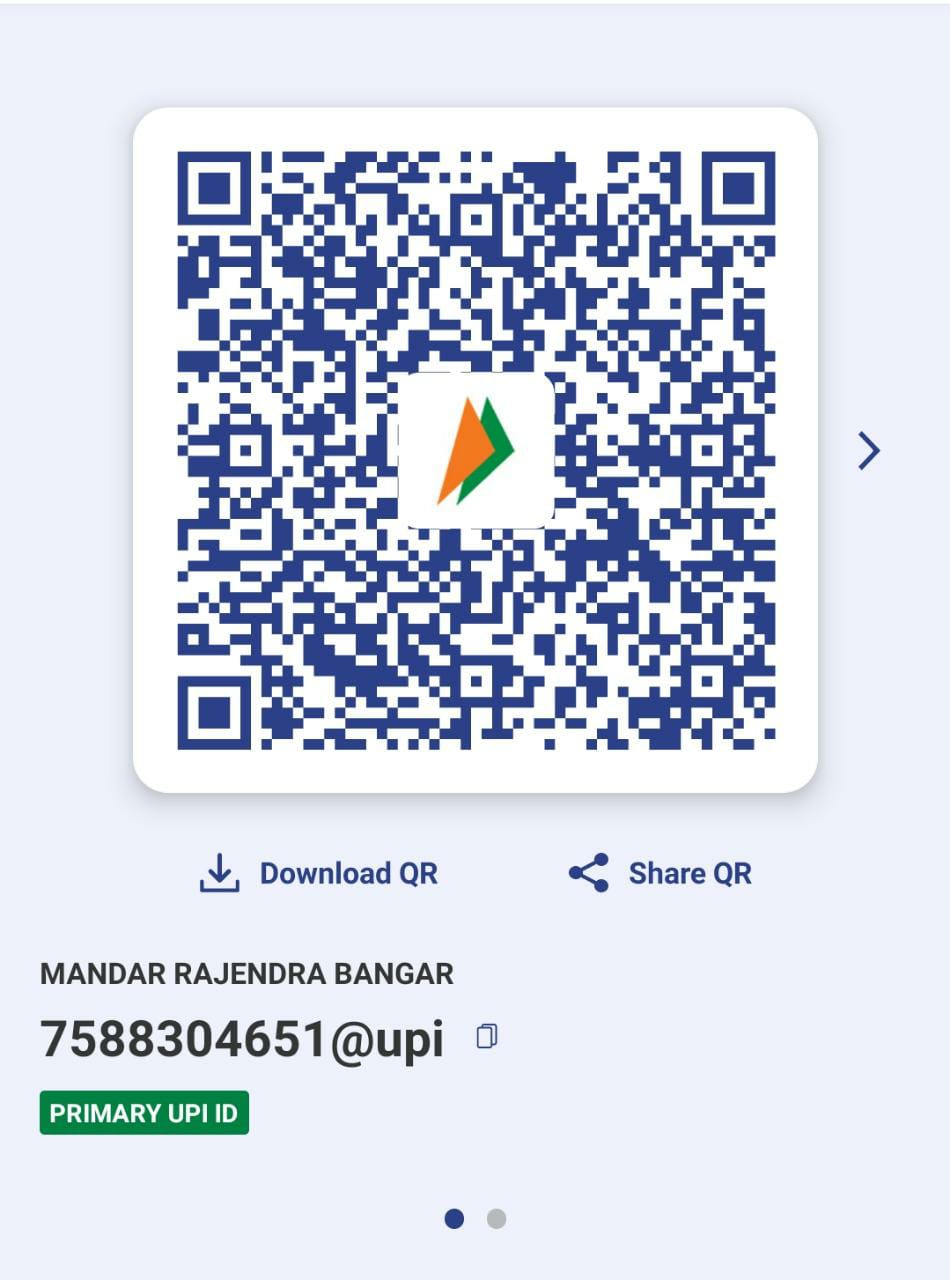 Download QR
Share QR
MANDAR RAJENDRA BANGAR
7588304651@upi
PRIMARY UPI ID